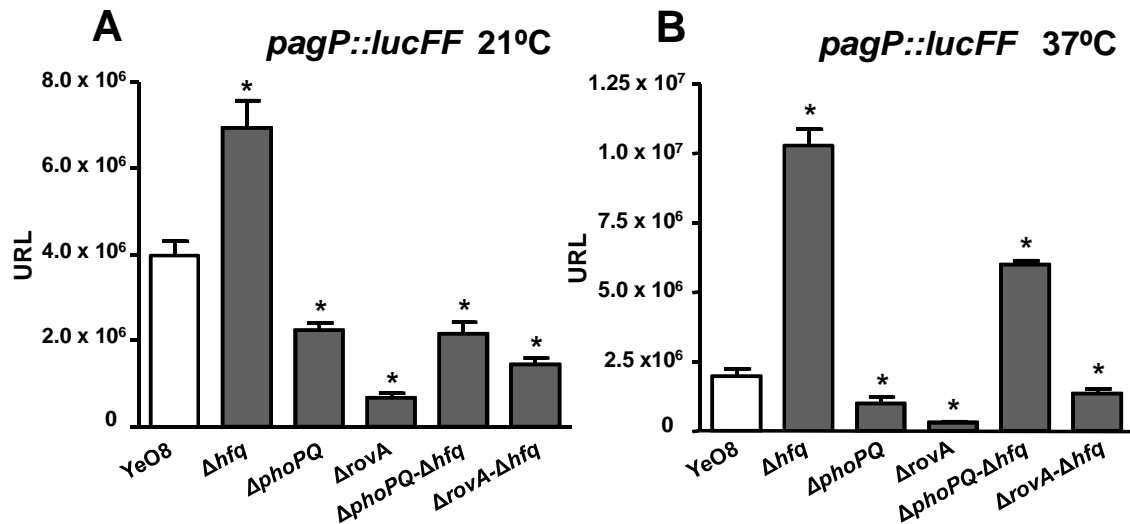 A
pagP::lucFF 21ºC
8.0 x 10⁶
6.0 x 10⁶
4.0 x 10⁶
2.0 x 10⁶
0
URL
* * * * *
YeO8
Δhfq
ΔphoPQ
ΔrovA
ΔphoPQ-Δhfq
ΔrovA-Δhfq
B
pagP::lucFF 37ºC
1.25 x 10⁷
1.0 x 10⁷
7.5 x 10⁶
5.0 x 10⁶
2.5 x10⁶
0
URL
* * * * *
YeO8
Δhfq
ΔphoPQ
ΔrovA
ΔphoPQ-Δhfq
ΔrovA-Δhfq